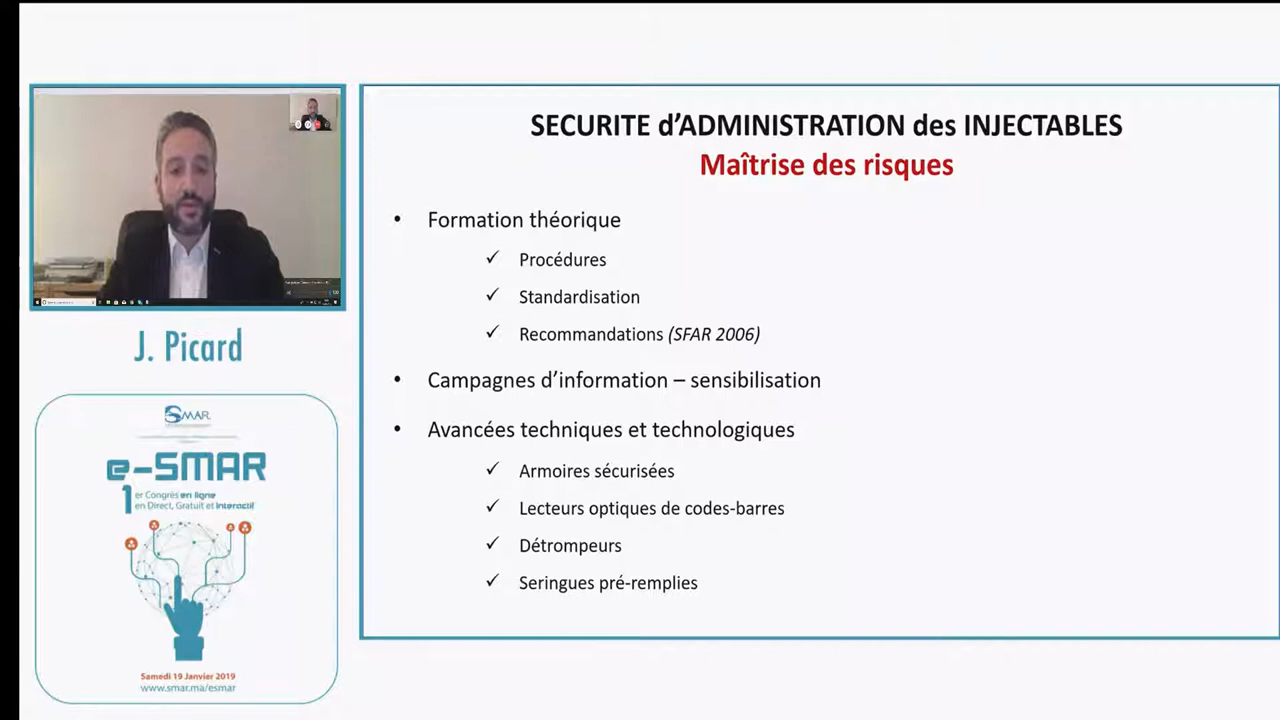 SECURITE d'ADMINISTRATION des INJECTABLES
Maîtrise des risques
• Formation théorique
✓ Procédures
✓ Standardisation
✓ Recommandations (SFAR 2006)
• Campagnes d'information – sensibilisation
• Avancées techniques et technologiques
✓ Armoires sécurisées
✓ Lecteurs optiques de codes-barres
✓ Détrompeurs
✓ Seringues pré-remplies
J. Picard
SMAR
e-SMAR
1er Congrès en ligne
en Direct, Gratuit et Interactif
Samedi 19 Janvier 2019
www.smar.ma/esmar